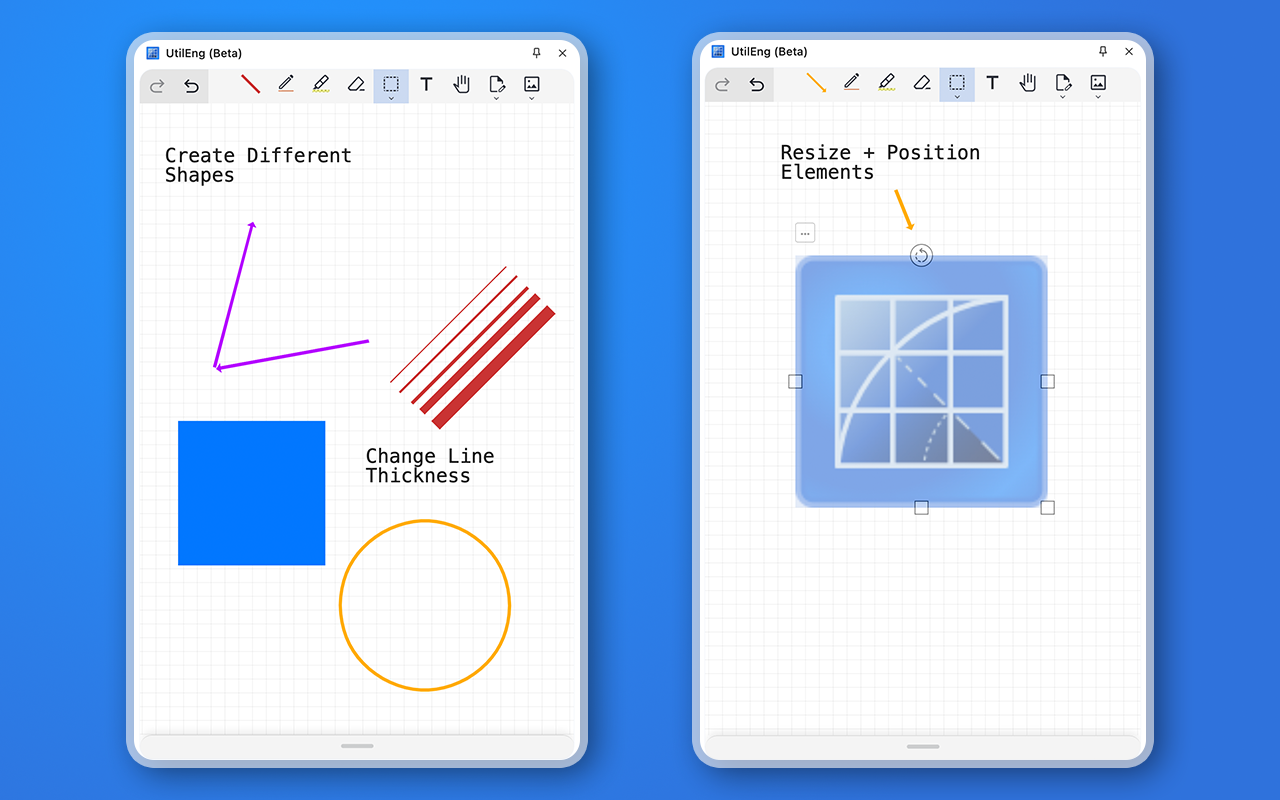 UtilEng (Beta)
T
Create Different
Shapes
Change Line
Thickness
UtilEng (Beta)
T
Resize + Position
Elements
...